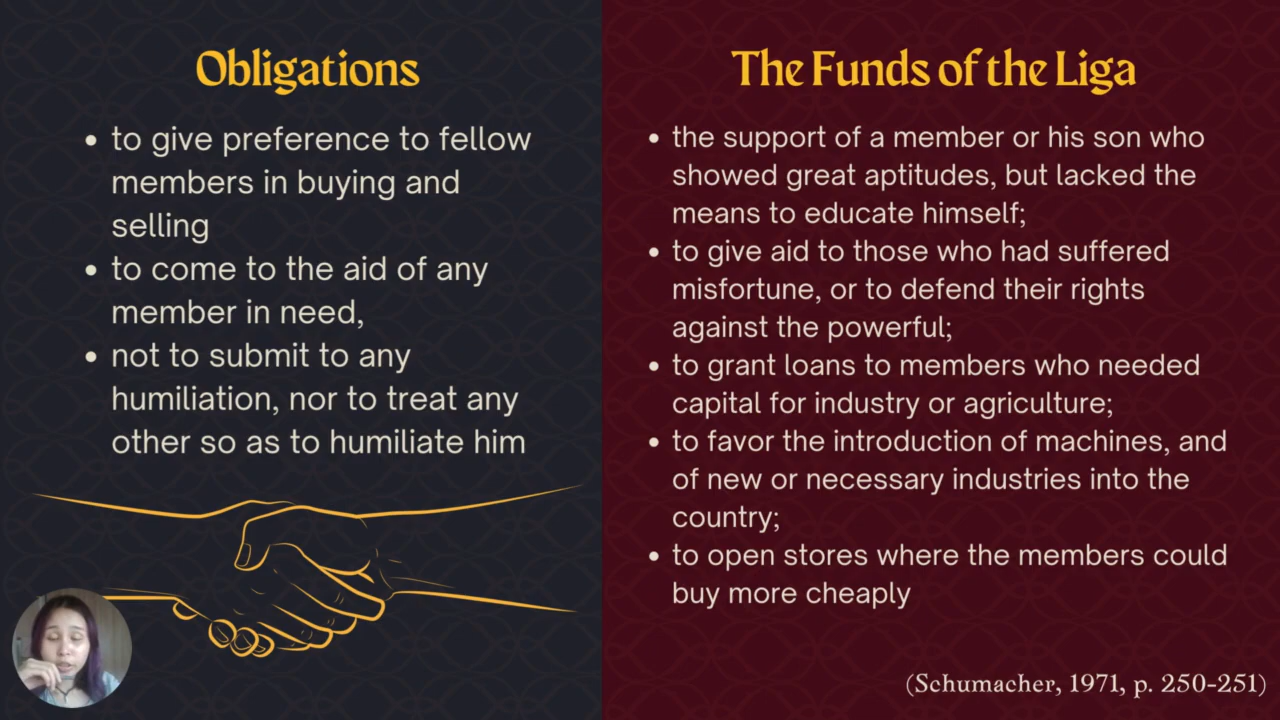 Obligations
to give preference to fellow
members in buying and
selling
to come to the aid of any
member in need,
not to submit to any
humiliation, nor to treat any
other so as to humiliate him
The Funds of the Liga
the support of a member or his son who
showed great aptitudes, but lacked the
means to educate himself;
to give aid to those who had suffered
misfortune, or to defend their rights
against the powerful;
to grant loans to members who needed
capital for industry or agriculture;
to favor the introduction of machines, and
of new or necessary industries into the
country;
to open stores where the members could
buy more cheaply
(Schumacher, 1971, p. 250-251)